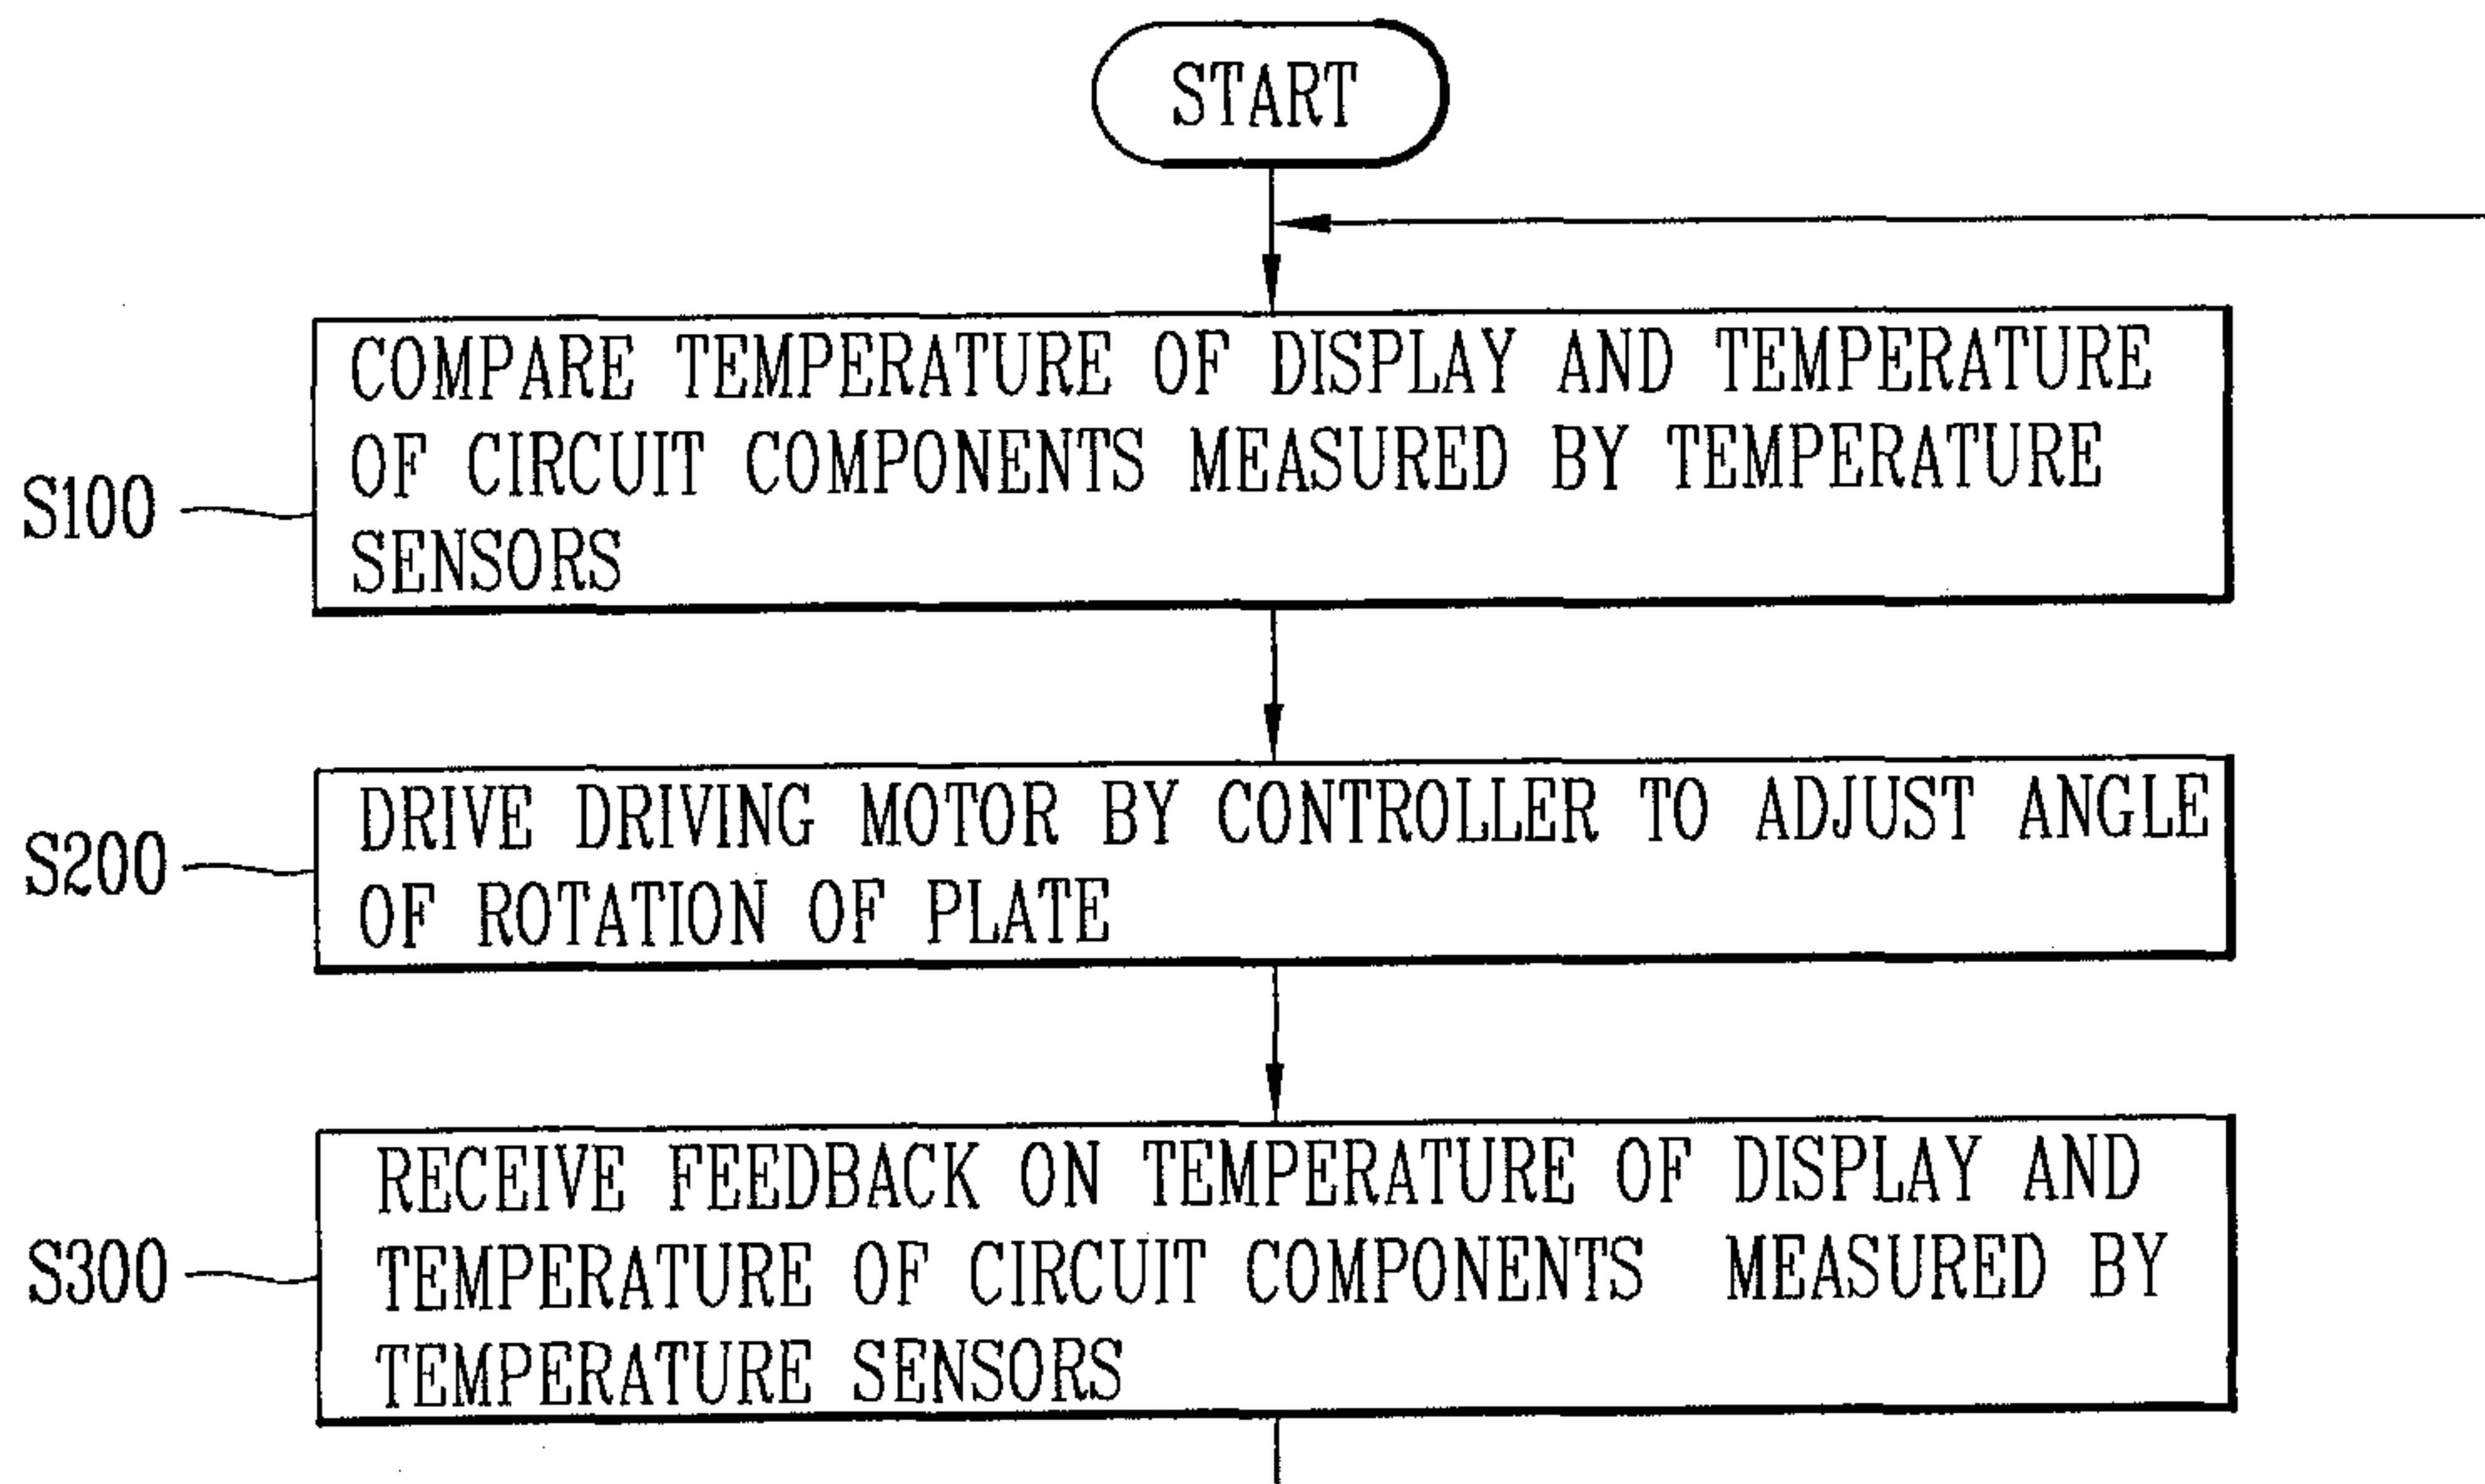 START
COMPARE TEMPERATURE OF DISPLAY AND TEMPERATURE
OF CIRCUIT COMPONENTS MEASURED BY TEMPERATURE
SENSORS
S100
DRIVE DRIVING MOTOR BY CONTROLLER TO ADJUST ANGLE
OF ROTATION OF PLATE
S200
RECEIVE FEEDBACK ON TEMPERATURE OF DISPLAY AND
TEMPERATURE OF CIRCUIT COMPONENTS MEASURED BY
TEMPERATURE SENSORS
S300